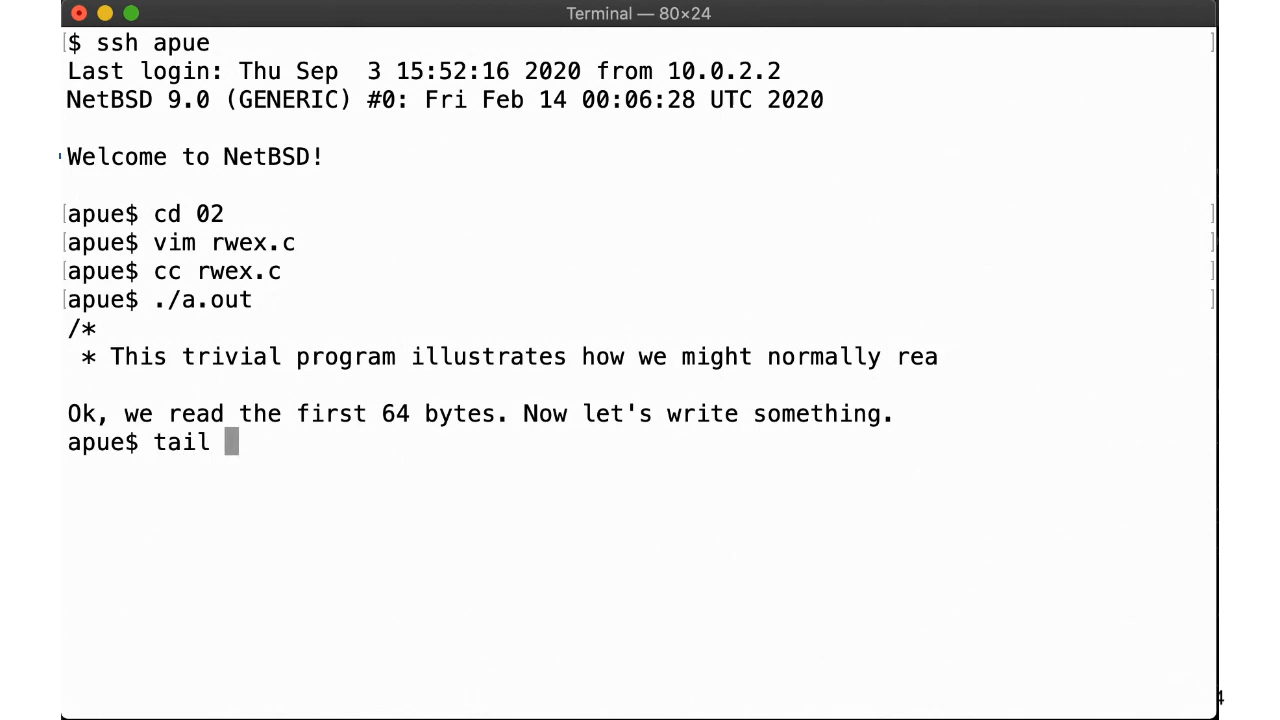 Terminal — 80×24
[$ ssh apue ]
Last login: Thu Sep  3 15:52:16 2020 from 10.0.2.2
NetBSD 9.0 (GENERIC) #0: Fri Feb 14 00:06:28 UTC 2020
Welcome to NetBSD!
[apue$ cd 02 ]
[apue$ vim rwex.c ]
[apue$ cc rwex.c ]
[apue$ ./a.out ]
/*
 * This trivial program illustrates how we might normally rea
Ok, we read the first 64 bytes. Now let's write something.
apue$ tail
4